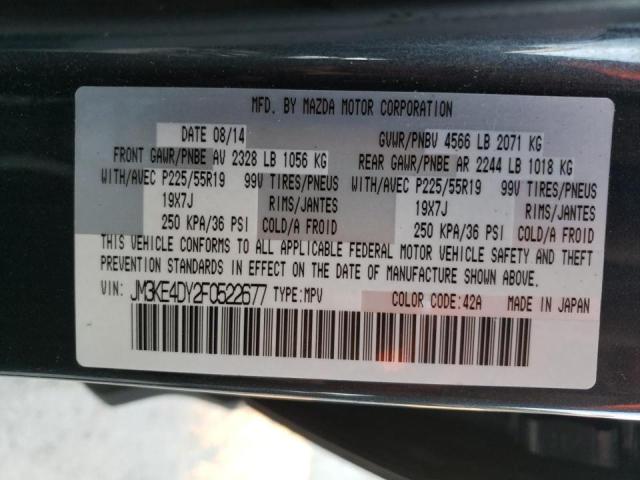 MFD. BY MAZDA MOTOR CORPORATION
DATE 08/14 GVWR/PNBV 4566 LB 2071 KG
FRONT GAWR/PNBE AV 2328 LB 1056 KG REAR GAWR/PNBE AR 2244 LB 1018 KG
WITH/AVEC P225/55R19 99V TIRES/PNEUS WITH/AVEC P225/55R19 99V TIRES/PNEUS
19X7J RIMS/JANTES 19X7J RIMS/JANTES
250 KPA/36 PSI COLD/A FROID 250 KPA/36 PSI COLD/A FROID
THIS VEHICLE CONFORMS TO ALL APPLICABLE FEDERAL MOTOR VEHICLE SAFETY AND THEFT
PREVENTION STANDARDS IN EFFECT ON THE DATE OF MANUFACTURE SHOWN ABOVE.
VIN: JM3KE4DY2F0522677 TYPE:MPV COLOR CODE:42A MADE IN JAPAN